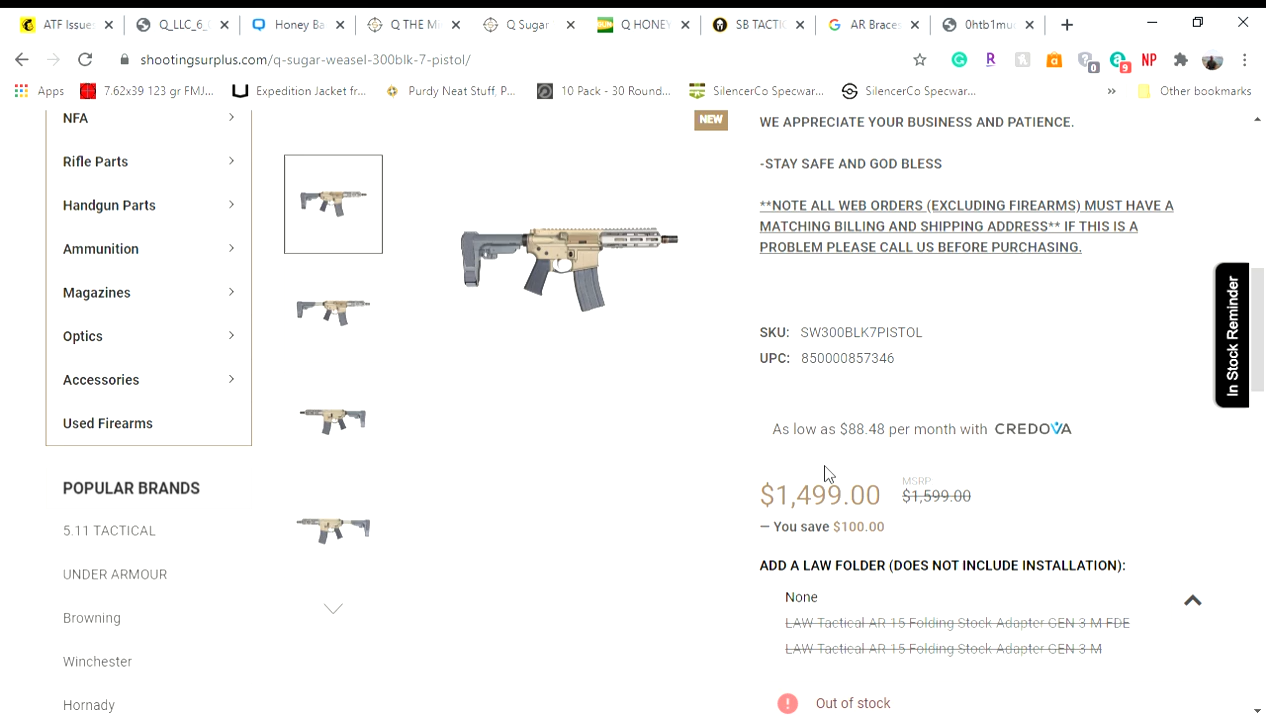 ATF Issue
Q_LLC_6_
Honey Ba
Q THE M
Q Sugar
Q HONEY
SB TACTIC
AR Braces
0htb1mu
shootingsurplus.com/q-sugar-weasel-300blk-7-pistol/
Apps
7.62x39 123 gr FMJ...
Expedition Jacket fr...
Purdy Neat Stuff, P...
10 Pack - 30 Round...
SilencerCo Specwar...
SilencerCo Specwar...
»
Other bookmarks
R
a
0
9
NP
NFA
Rifle Parts
Handgun Parts
Ammunition
Magazines
Optics
Accessories
Used Firearms
POPULAR BRANDS
5.11 TACTICAL
UNDER ARMOUR
Browning
Winchester
Hornady
NEW
WE APPRECIATE YOUR BUSINESS AND PATIENCE.
-STAY SAFE AND GOD BLESS
**NOTE ALL WEB ORDERS (EXCLUDING FIREARMS) MUST HAVE A
MATCHING BILLING AND SHIPPING ADDRESS** IF THIS IS A
PROBLEM PLEASE CALL US BEFORE PURCHASING.
SKU: SW300BLK7PISTOL
UPC: 850000857346
In Stock Reminder
As low as $88.48 per month with CREDOVA
MSRP
$1,499.00 $1,599.00
— You save $100.00
ADD A LAW FOLDER (DOES NOT INCLUDE INSTALLATION):
None
LAW Tactical AR 15 Folding Stock Adapter GEN 3 M FDE
LAW Tactical AR 15 Folding Stock Adapter GEN 3 M
Out of stock